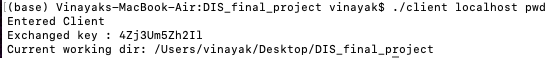 (base) Vinayaks-MacBook-Air:DIS_final_project vinayak$ ./client localhost pwd
Entered Client
Exchanged key : 4Zj3Um5Zh2Il
Current working dir: /Users/vinayak/Desktop/DIS_final_project